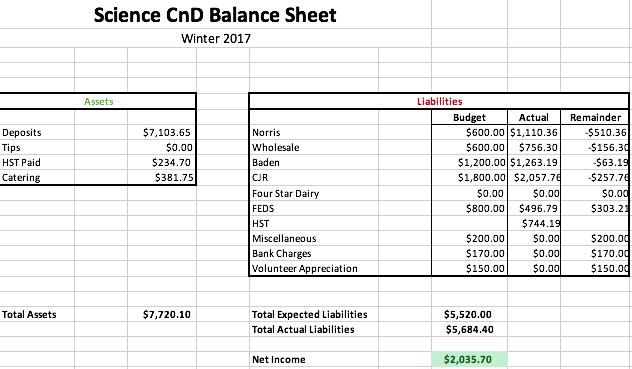 Science CnD Balance Sheet
Winter 2017
Assets Liabilities
Budget Actual Remainder
Deposits $7,103.65 Norris $600.00 $1,110.36 -$510.36
Tips $0.00 Wholesale $600.00 $756.30 -$156.30
HST Paid $234.70 Baden $1,200.00 $1,263.19 -$63.19
Catering $381.75 CJR $1,800.00 $2,057.76 -$257.76
Four Star Dairy $0.00 $0.00 $0.00
FEDS $800.00 $496.79 $303.21
HST $744.19
Miscellaneous $200.00 $0.00 $200.00
Bank Charges $170.00 $0.00 $170.00
Volunteer Appreciation $150.00 $0.00 $150.00
Total Assets $7,720.10 Total Expected Liabilities $5,520.00
Total Actual Liabilities $5,684.40
Net Income $2,035.70